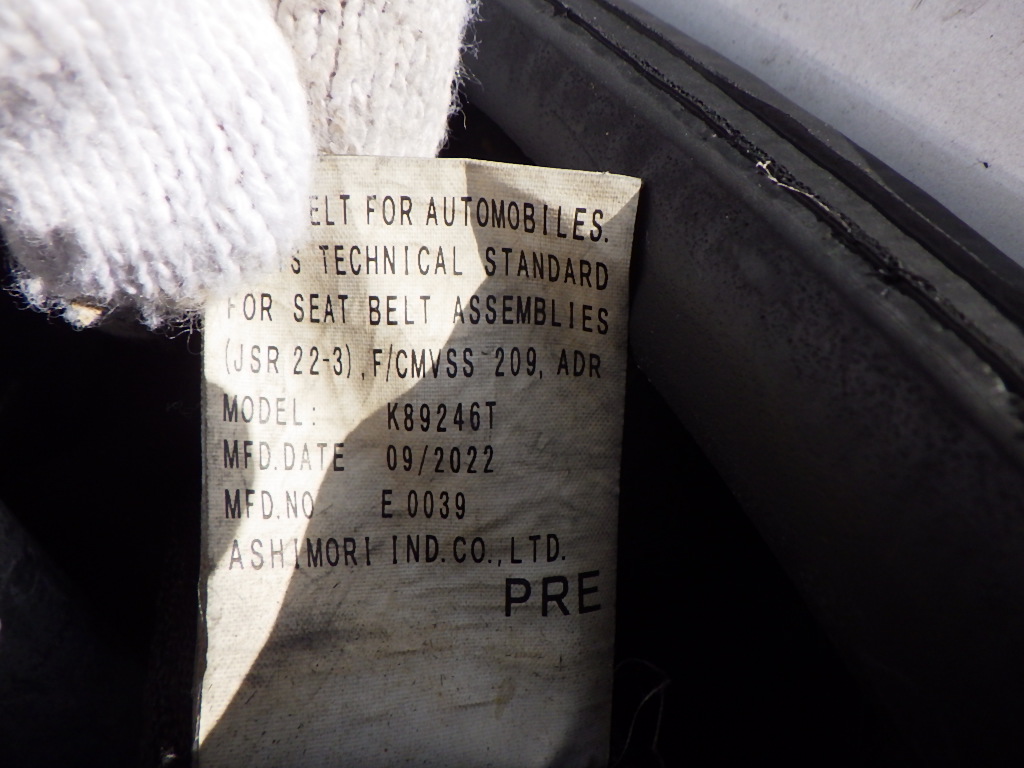 ELT FOR AUTOMOBILES.
S TECHNICAL STANDARD
FOR SEAT BELT ASSEMBLIES
(JSR 22-3), F/CMVSS 209, ADR
MODEL: K89246T
MFD.DATE 09/2022
MFD.NO E 0039
ASHIMORI IND.CO.,LTD.
PRE